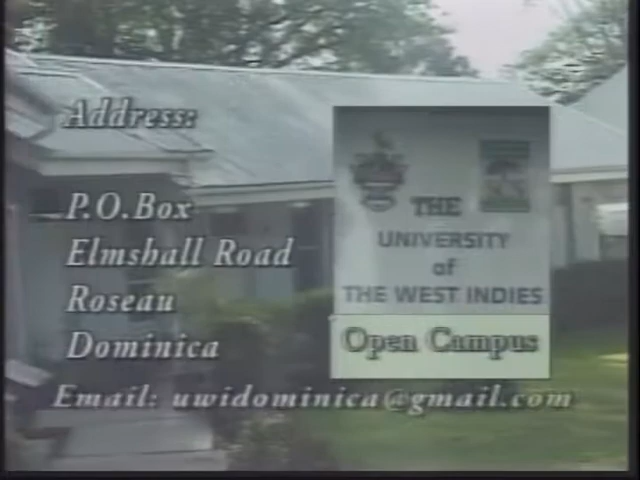 Address:
P.O.Box
Elmshall Road
Roseau
Dominica
Email: uwidominica@gmail.com
THE
UNIVERSITY
of
THE WEST INDIES
Open Campus